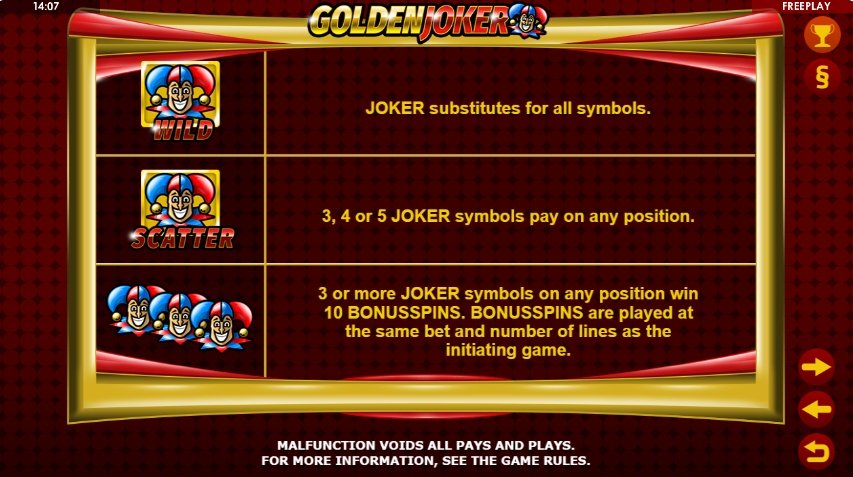 14:07
FREEPLAY
GOLDENJOKER
§
WILD
JOKER substitutes for all symbols.
SCATTER
3, 4 or 5 JOKER symbols pay on any position.
3 or more JOKER symbols on any position win
10 BONUSSPINS. BONUSSPINS are played at
the same bet and number of lines as the
initiating game.
MALFUNCTION VOIDS ALL PAYS AND PLAYS.
FOR MORE INFORMATION, SEE THE GAME RULES.